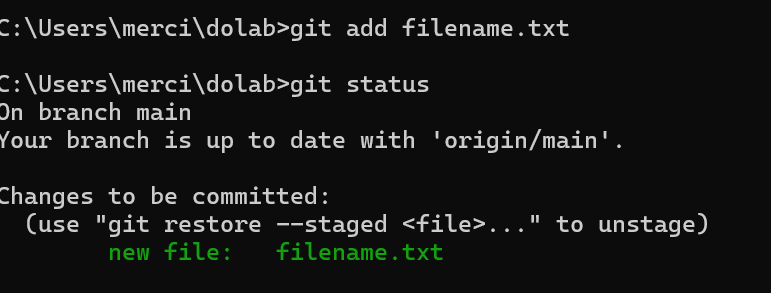 C:\Users\merci\dolab>git add filename.txt
C:\Users\merci\dolab>git status
On branch main
Your branch is up to date with 'origin/main'.
Changes to be committed:
  (use "git restore --staged <file>..." to unstage)
        new file:   filename.txt